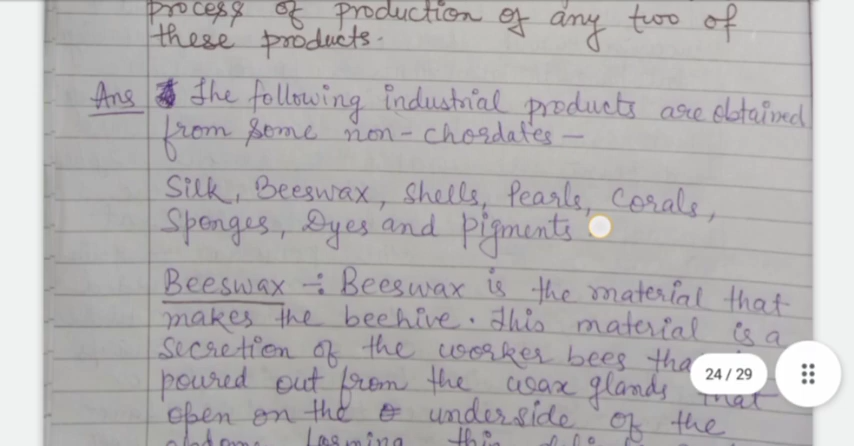 process of production of any two of
these products.
Ans The following industrial products are obtained
from some non-chordates —
Silk, Beeswax, Shells, Pearls, Corals,
Sponges, Dyes and Pigments.
Beeswax ÷ Beeswax is the material that
makes the beehive. This material is a
secretion of the worker bees
24 / 29
poured out from the wax glands that
open on the underside of the
this